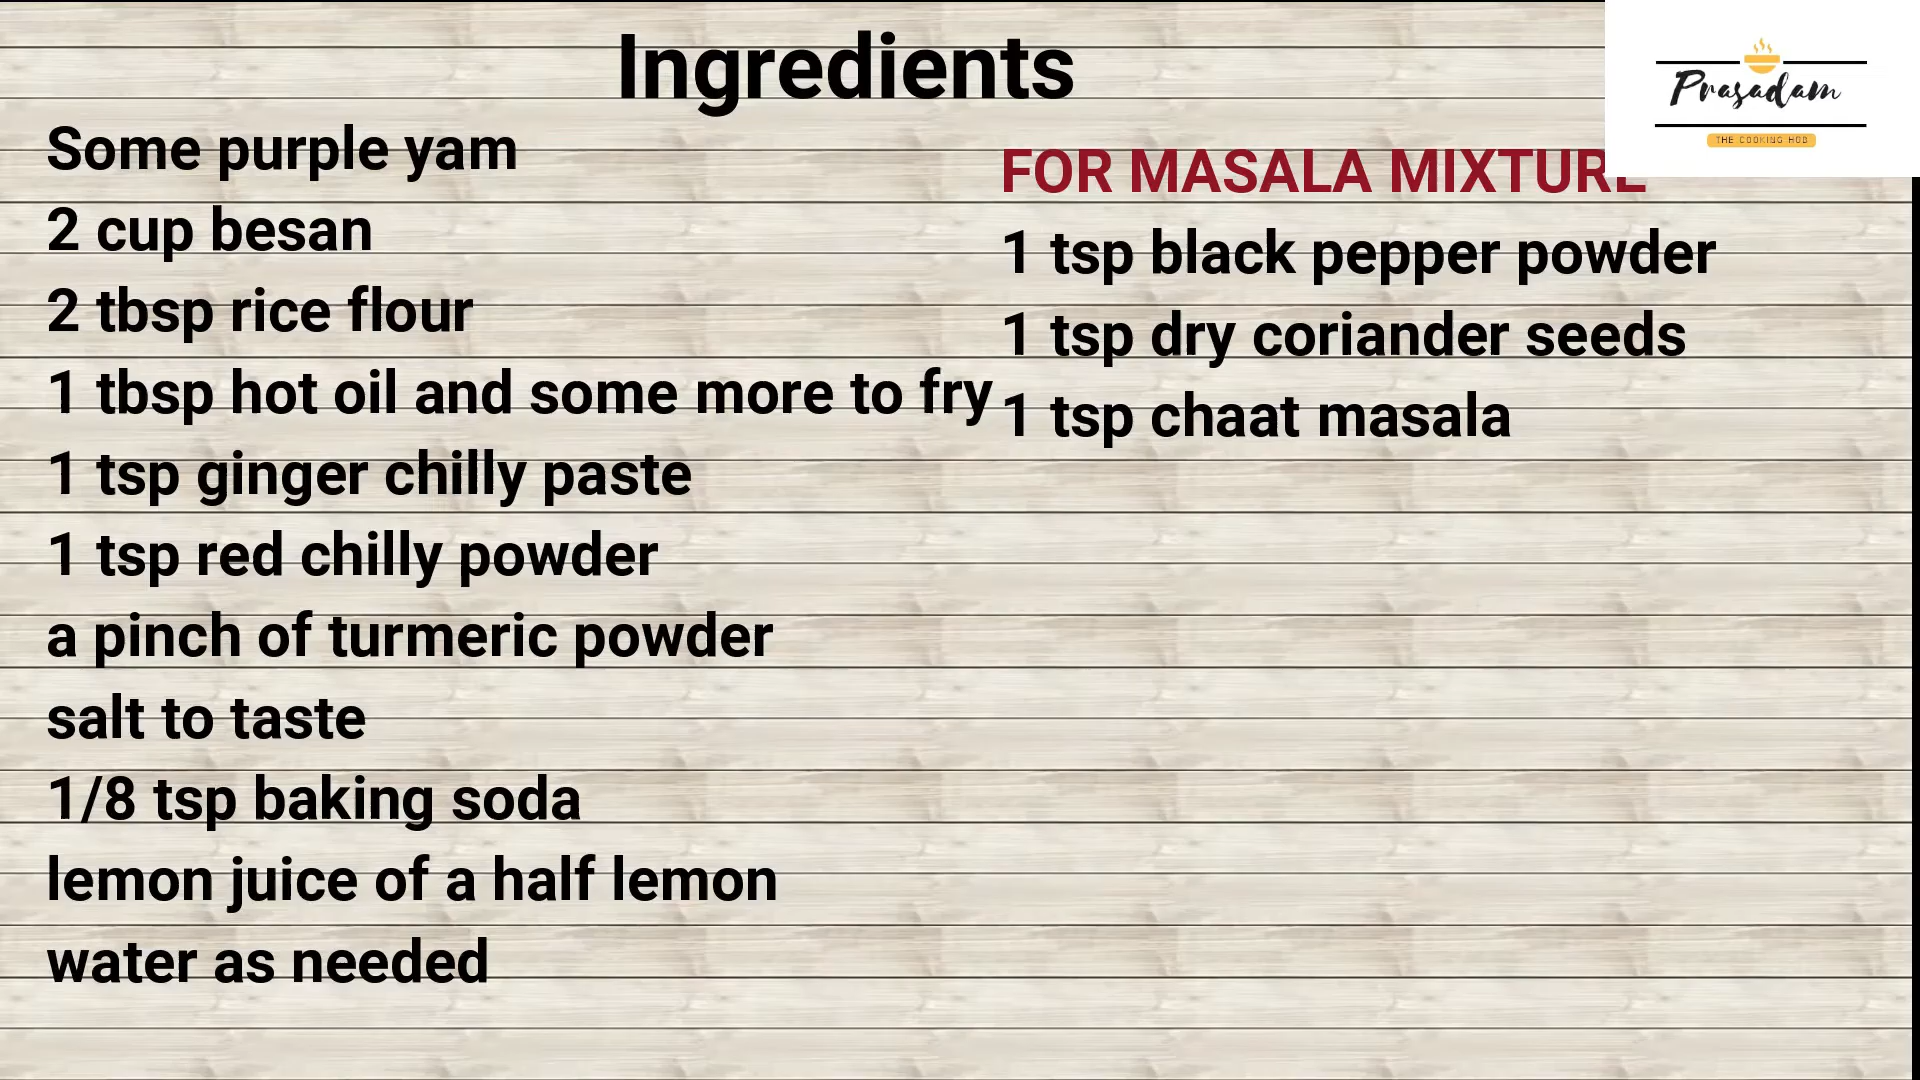 Ingredients
Some purple yam
2 cup besan
2 tbsp rice flour
1 tbsp hot oil and some more to fry
1 tsp ginger chilly paste
1 tsp red chilly powder
a pinch of turmeric powder
salt to taste
1/8 tsp baking soda
lemon juice of a half lemon
water as needed
FOR MASALA MIXTURE
1 tsp black pepper powder
1 tsp dry coriander seeds
1 tsp chaat masala
Prasadam
THE COOKING HUB